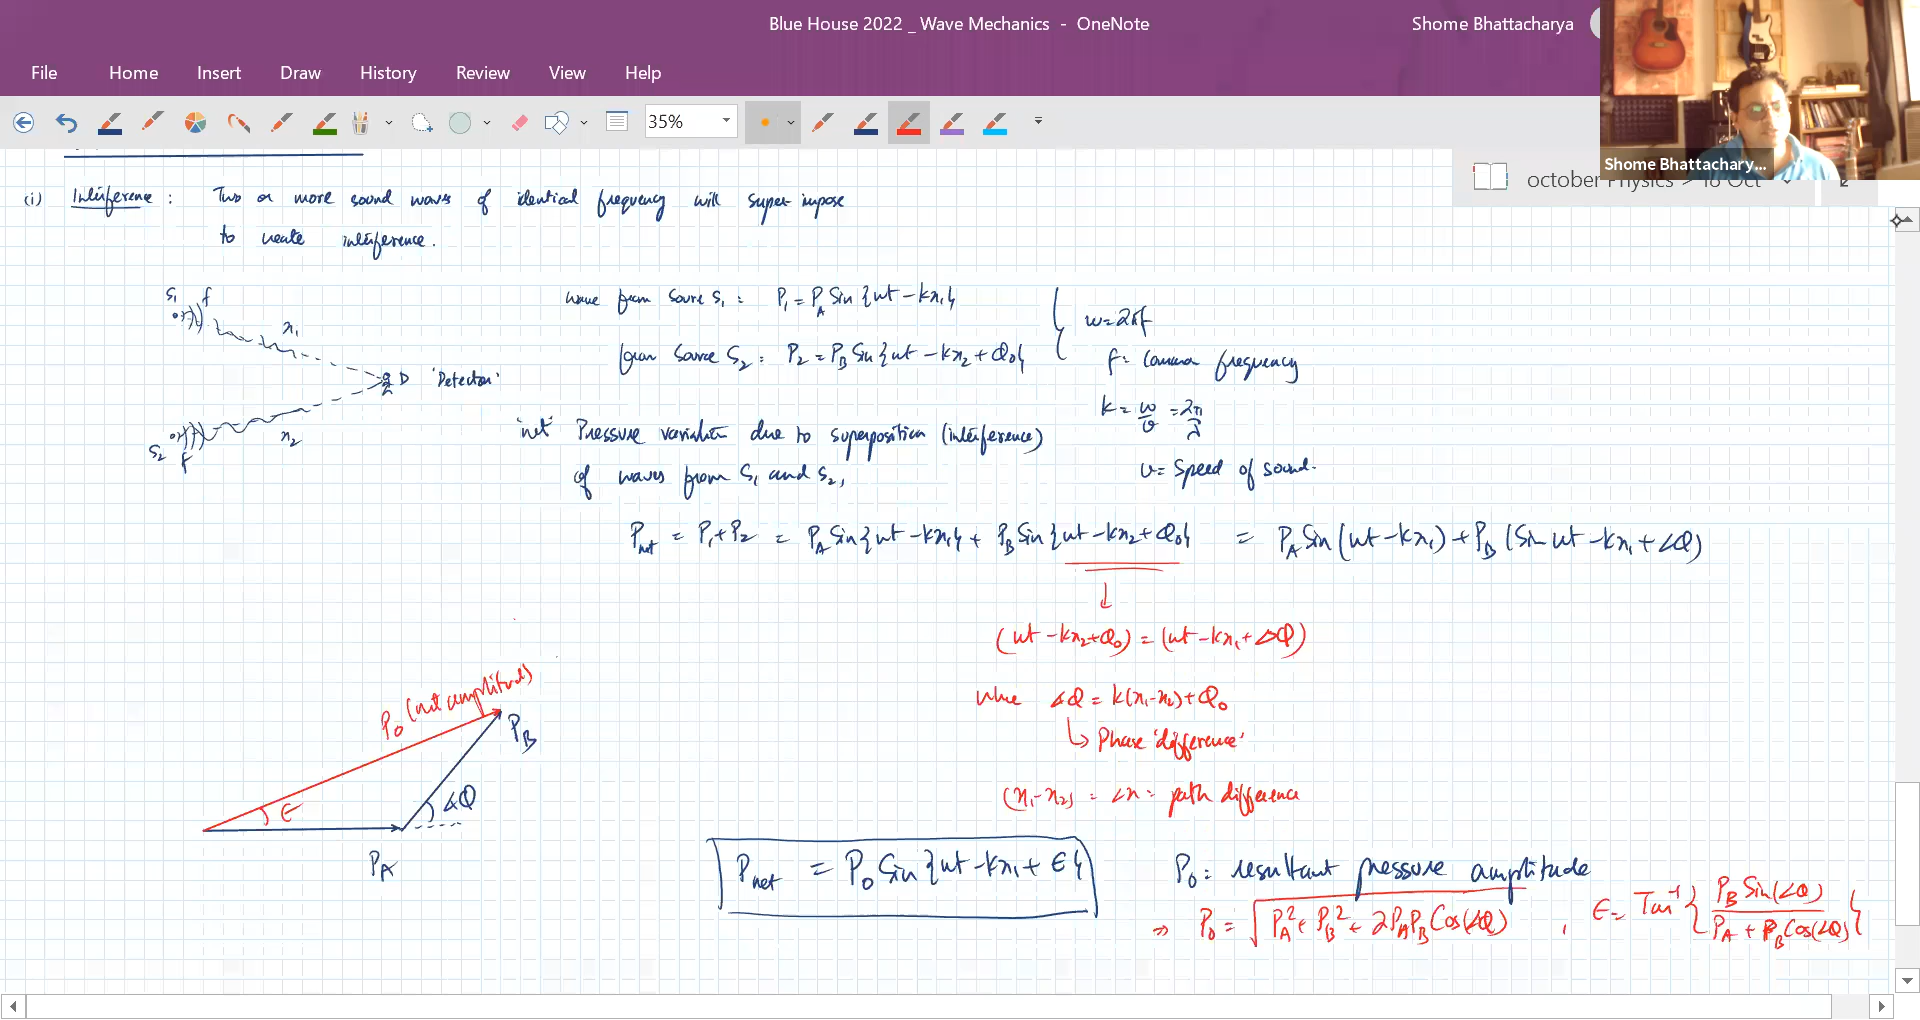 Blue House 2022 _ Wave Mechanics - OneNote
Shome Bhattacharya
File Home Insert Draw History Review View Help
35%
Shome Bhattachary...
october Physics > 18 Oct
(i) Interference : Two or more sound waves of identical frequency will super impose
to create interference.
S₁ f
x₁
wave from source S₁ : P₁ = P_A Sin {ωt - kx₁}
ω = 2πf
from source S₂ : P₂ = P_B Sin {ωt - kx₂ + Φ₀}
f = common frequency
D 'Detector'
k = ω/v = 2π/λ
S₂ f
x₂
'net' Pressure variation due to superposition (interference)
of waves from S₁ and S₂,
v = Speed of sound.
P_net = P₁ + P₂ = P_A Sin {ωt - kx₁} + P_B Sin {ωt - kx₂ + Φ₀} = P_A Sin (ωt - kx₁) + P_B (Sin ωt - kx₁ + ΔΦ)
(ωt - kx₂ + Φ₀) = (ωt - kx₁ + ΔΦ)
where ΔΦ = k(x₁ - x₂) + Φ₀
↳ Phase 'difference'
(x₁ - x₂) = Δx = path difference
P₀ (net amplitude)
P_B
ε
ΔΦ
P_A
P_net = P₀ Sin {ωt - kx₁ + ε}
P₀ = resultant pressure amplitude
⇒ P₀ = √(P_A² + P_B² + 2P_A P_B Cos(ΔΦ)) , ε = Tan⁻¹ {P_B Sin(ΔΦ) / P_A + P_B Cos(ΔΦ)}